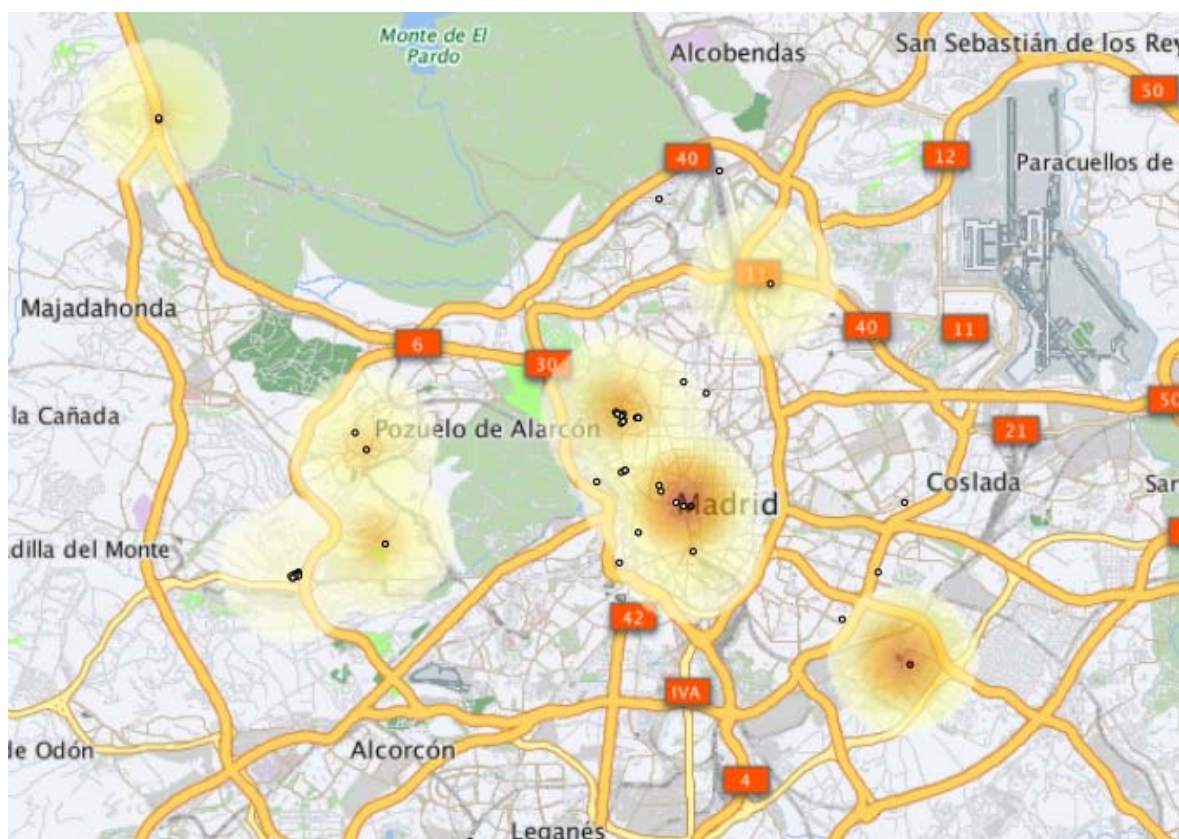 Monte de El
Pardo
Alcobendas
San Sebastián de los Rey
50
40
12
Paracuellos de
11
Majadahonda
6
40
11
30
la Cañada
Pozuelo de Alarcón
50
21
Madrid
Coslada
San
adilla del Monte
42
IVA
de Odón
Alcorcón
4
Leganés